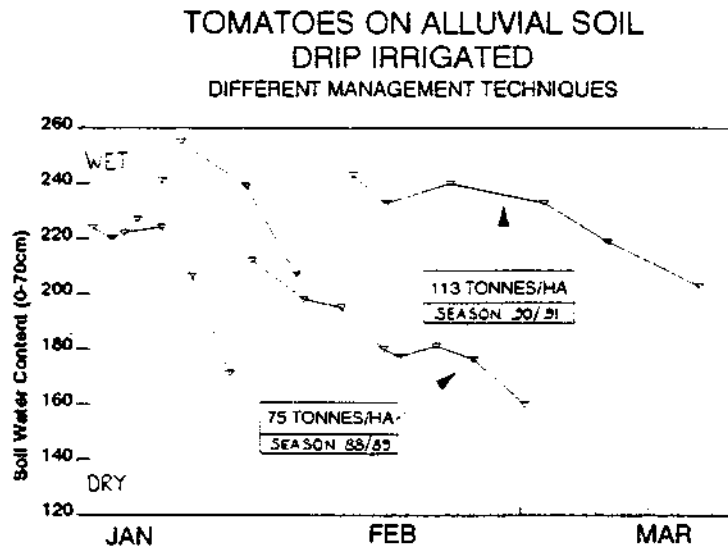 TOMATOES ON ALLUVIAL SOIL
DRIP IRRIGATED
DIFFERENT MANAGEMENT TECHNIQUES
Soil Water Content (0-70cm)
260
WET
240
220
200
180
160
140
DRY
120
113 TONNES/HA
SEASON 90/91
75 TONNES/HA
SEASON 88/89
JAN
FEB
MAR